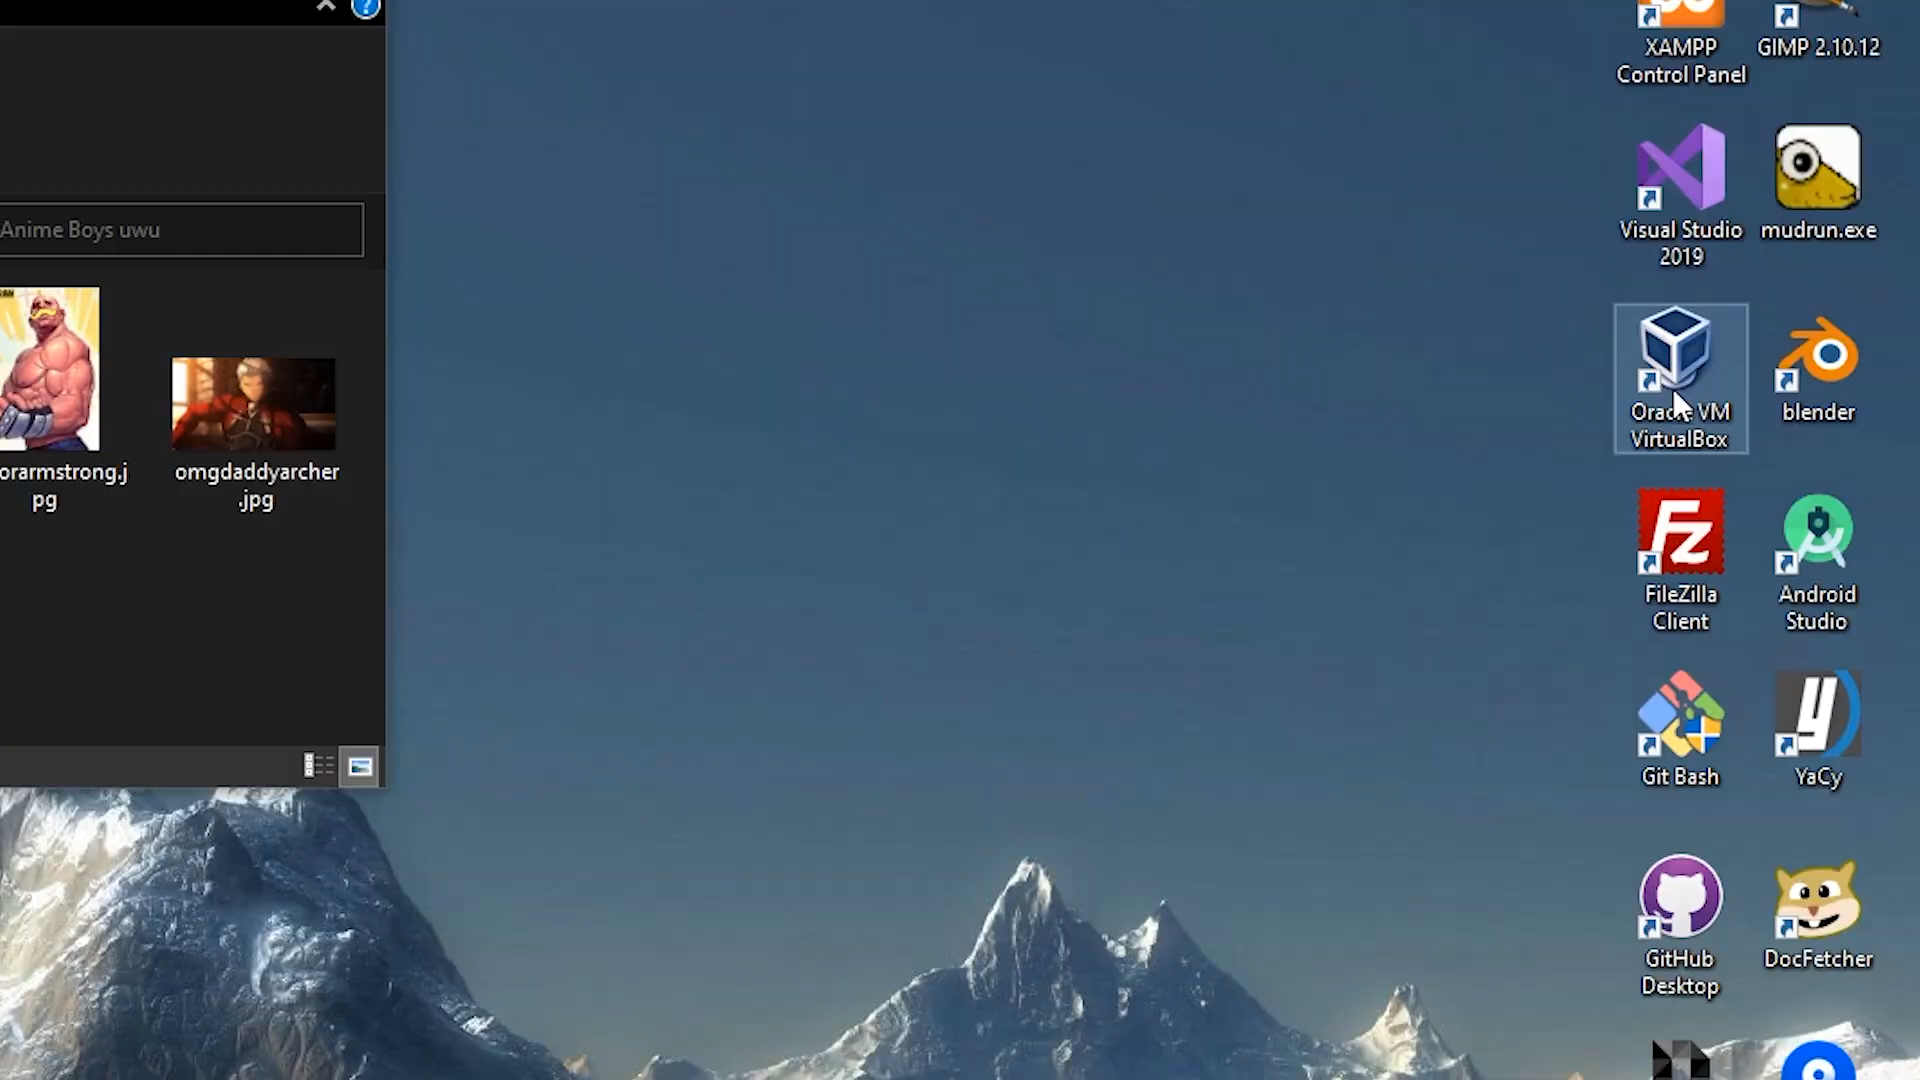 Anime Boys uwu
orarmstrong.j
pg
omgdaddyarcher
.jpg
XAMPP
Control Panel
GIMP 2.10.12
Visual Studio
2019
mudrun.exe
Oracle VM
VirtualBox
blender
FileZilla
Client
Android
Studio
Git Bash
YaCy
GitHub
Desktop
DocFetcher